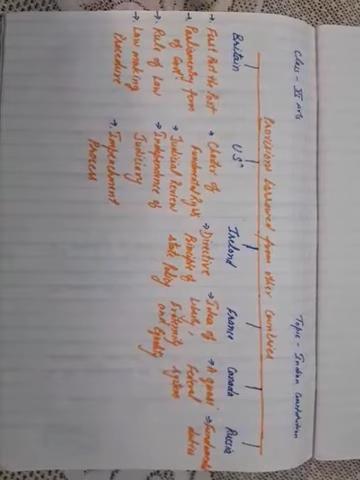 Class - XI Arts
Topic - Indian Constitution
Provisions borrowed from other Countries
Britain
→ First Past the Post
→ Parliamentary form
of Govt.
→ Rule of Law
→ Law making
Procedure
US
→ Charter of
Fundamental Rights
→ Judicial Review
→ Independence of
Judiciary
→ Impeachment
Process
Ireland
→ Directive
Principle of
State Policy
France
→ Idea of
Liberty,
Fraternity
and Equality
Canada
→ A quasi
Federal
System
Russia
→ Fundamental
duties